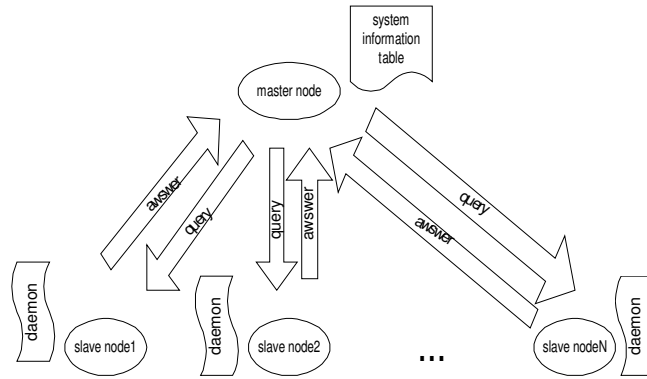 system
information
table
master node
awswer
query
query
awswer
query
awswer
daemon
slave node1
daemon
slave node2
...
slave nodeN
daemon